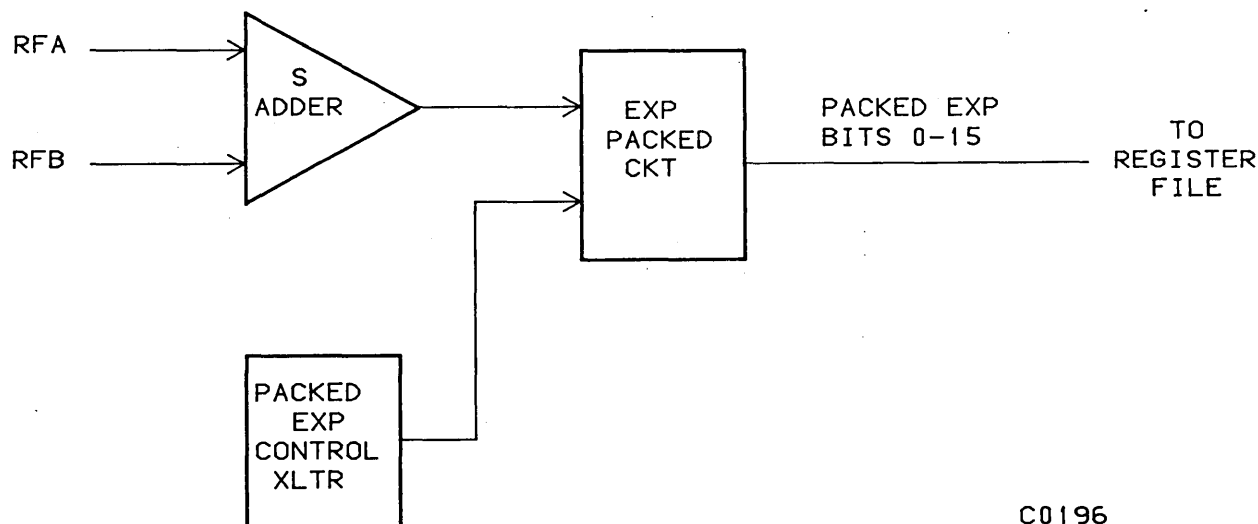 RFA
RFB
S
ADDER
EXP
PACKED
CKT
PACKED EXP
BITS 0-15
TO
REGISTER
FILE
PACKED
EXP
CONTROL
XLTR
C0196